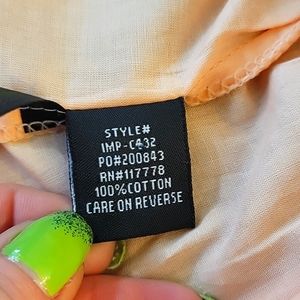 STYLE#
IMP-C432
PO#200843
RN#117778
100%COTTON
CARE ON REVERSE